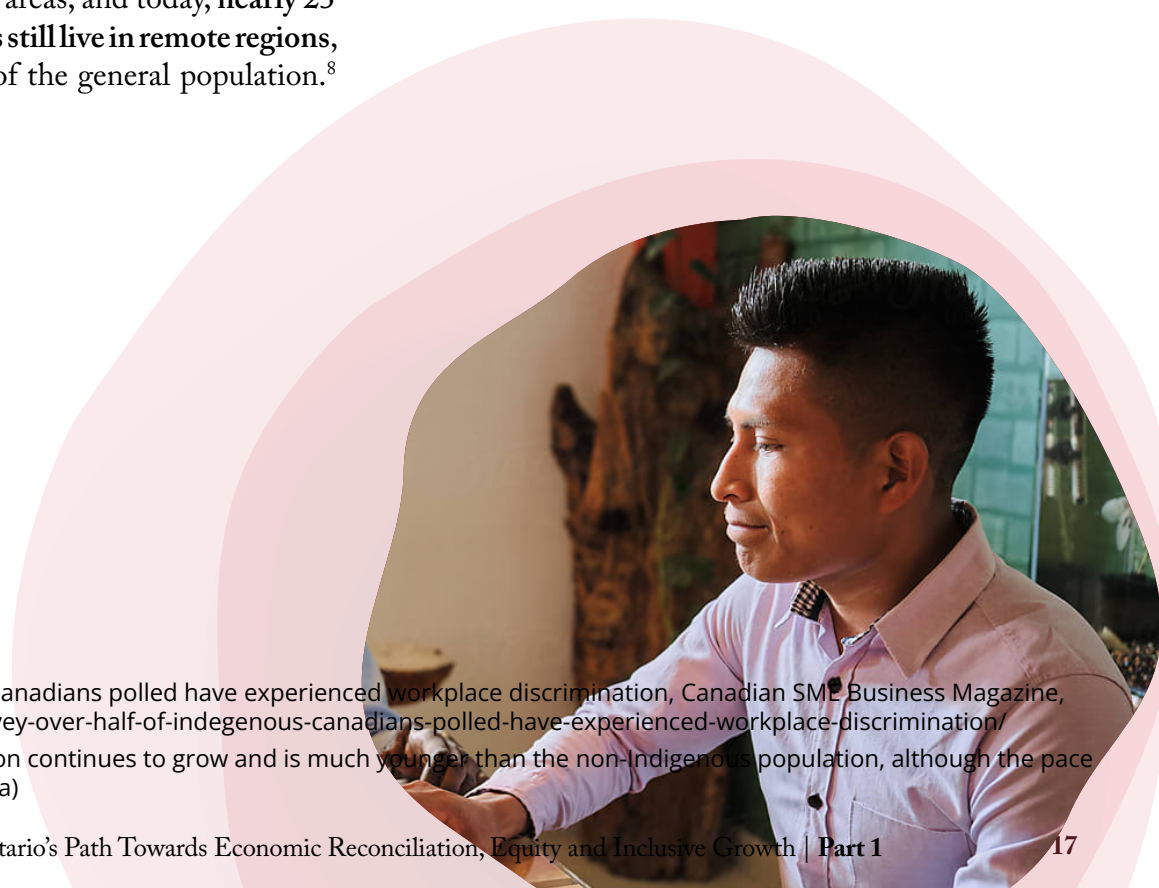 areas, and today, nearly 25
s still live in remote regions,
of the general population.8
anadians polled have experienced workplace discrimination, Canadian SME Business Magazine,
vey-over-half-of-indegenous-canadians-polled-have-experienced-workplace-discrimination/
on continues to grow and is much younger than the non-Indigenous population, although the pace
a)
tario’s Path Towards Economic Reconciliation, Equity and Inclusive Growth | Part 1
17